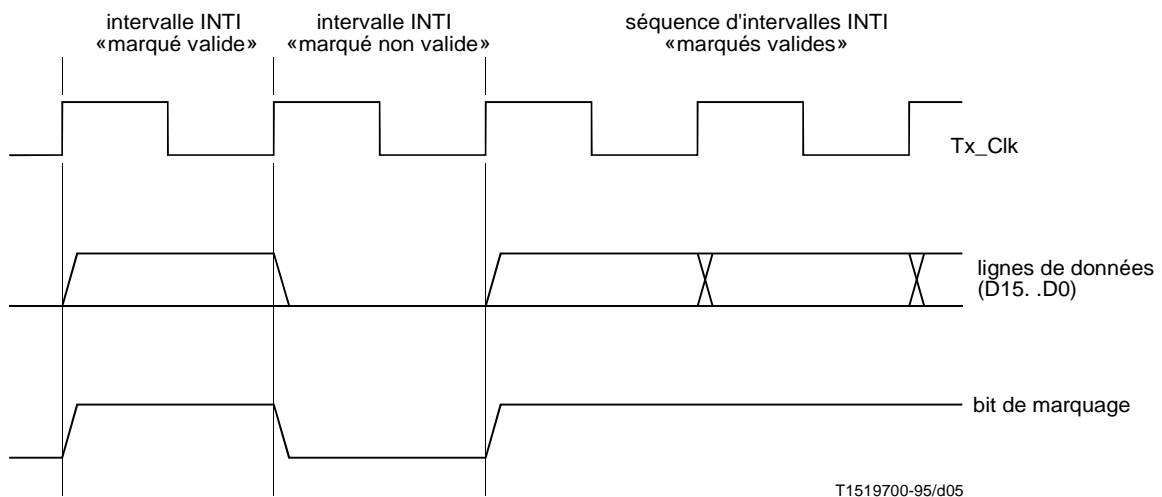 intervalle INTI
«marqué valide»
intervalle INTI
«marqué non valide»
séquence d'intervalles INTI
«marqués valides»
Tx_Clk
lignes de données
(D15. .D0)
bit de marquage
T1519700-95/d05